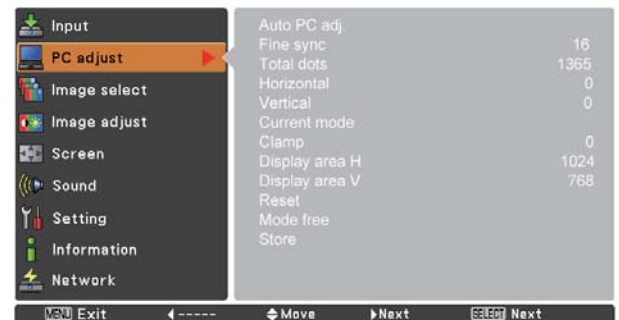 Input
PC adjust
Image select
Image adjust
Screen
Sound
Setting
Information
Network
Auto PC adj.
Fine sync 16
Total dots 1365
Horizontal 0
Vertical 0
Current mode
Clamp 0
Display area H 1024
Display area V 768
Reset
Mode free
Store
MENU Exit ◀----- ◆Move ▶Next SELECT Next